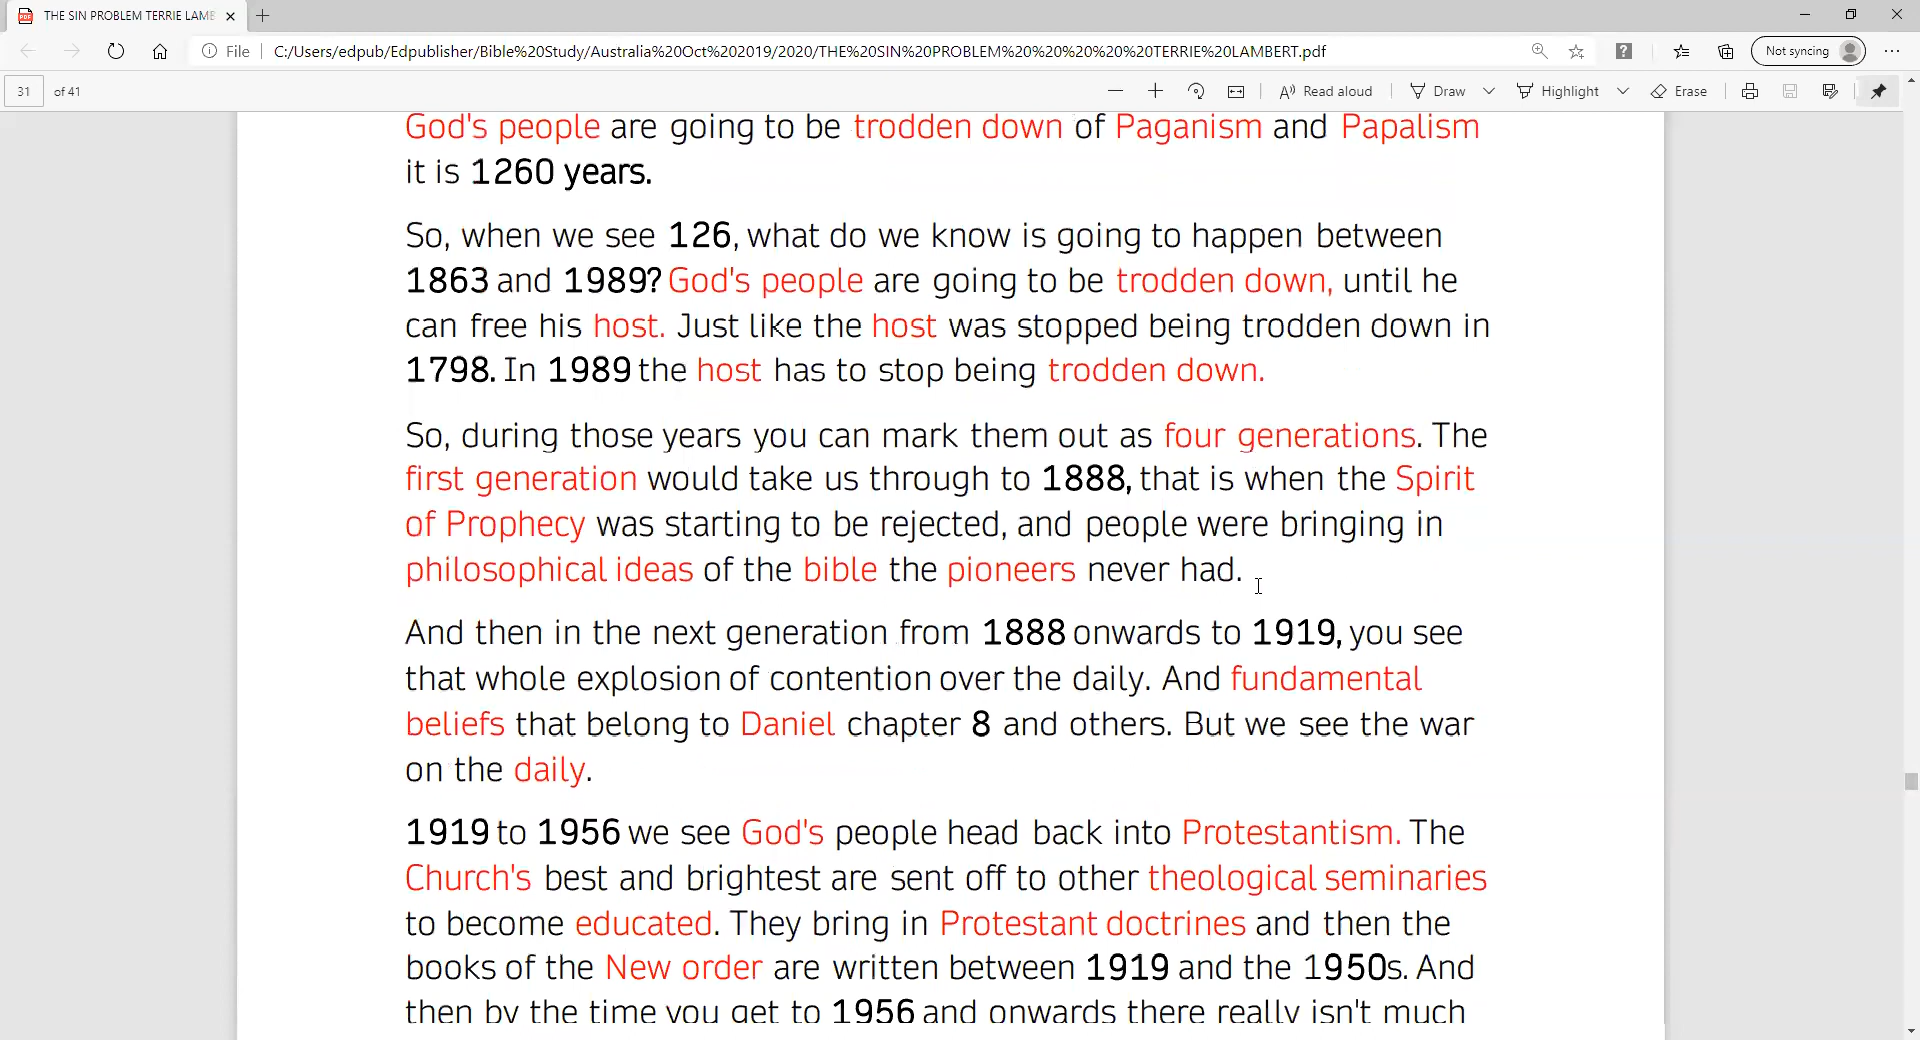 THE SIN PROBLEM TERRIE LAMB
File
C:/Users/edpub/Edpublisher/Bible%20Study/Australia%20Oct%202019/2020/THE%20SIN%20PROBLEM%20%20%20%20%20TERRIE%20LAMBERT.pdf
Not syncing
31 of 41
Read aloud
Draw
Highlight
Erase
God's people are going to be trodden down of Paganism and Papalism
it is 1260 years.
So, when we see 126, what do we know is going to happen between
1863 and 1989? God's people are going to be trodden down, until he
can free his host. Just like the host was stopped being trodden down in
1798. In 1989 the host has to stop being trodden down.
So, during those years you can mark them out as four generations. The
first generation would take us through to 1888, that is when the Spirit
of Prophecy was starting to be rejected, and people were bringing in
philosophical ideas of the bible the pioneers never had.
And then in the next generation from 1888 onwards to 1919, you see
that whole explosion of contention over the daily. And fundamental
beliefs that belong to Daniel chapter 8 and others. But we see the war
on the daily.
1919 to 1956 we see God's people head back into Protestantism. The
Church's best and brightest are sent off to other theological seminaries
to become educated. They bring in Protestant doctrines and then the
books of the New order are written between 1919 and the 1950s. And
then by the time you get to 1956 and onwards there really isn't much